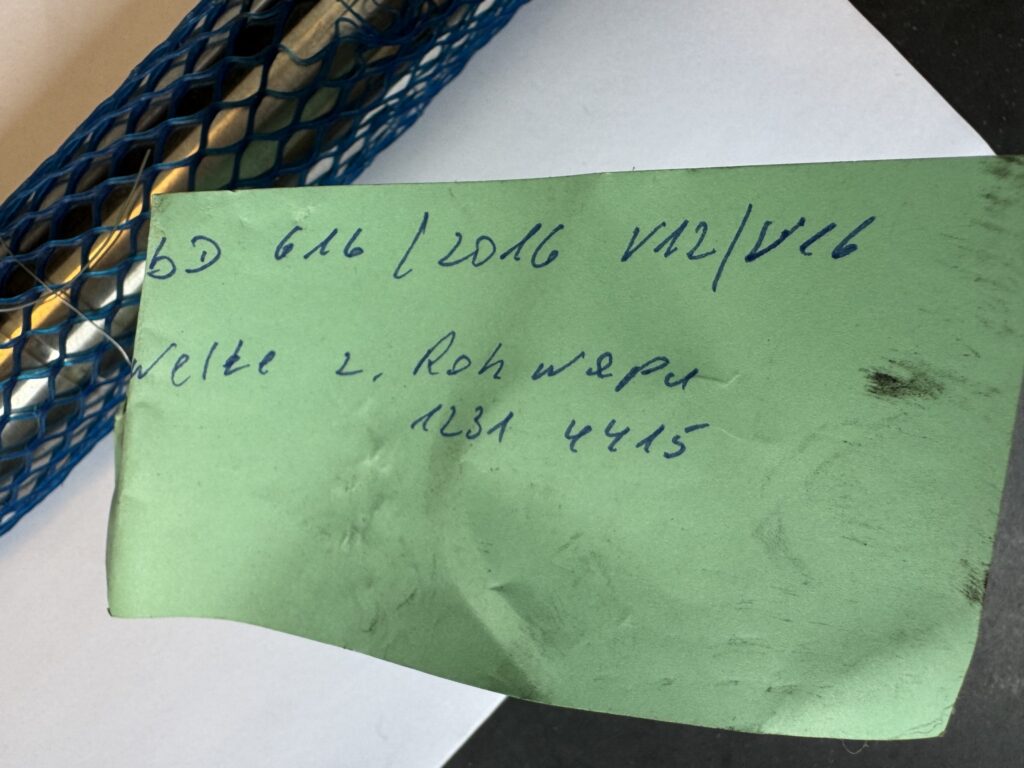 bD 616 / 2016 V12/V16
Welle z. Rohwapu
1231 4415